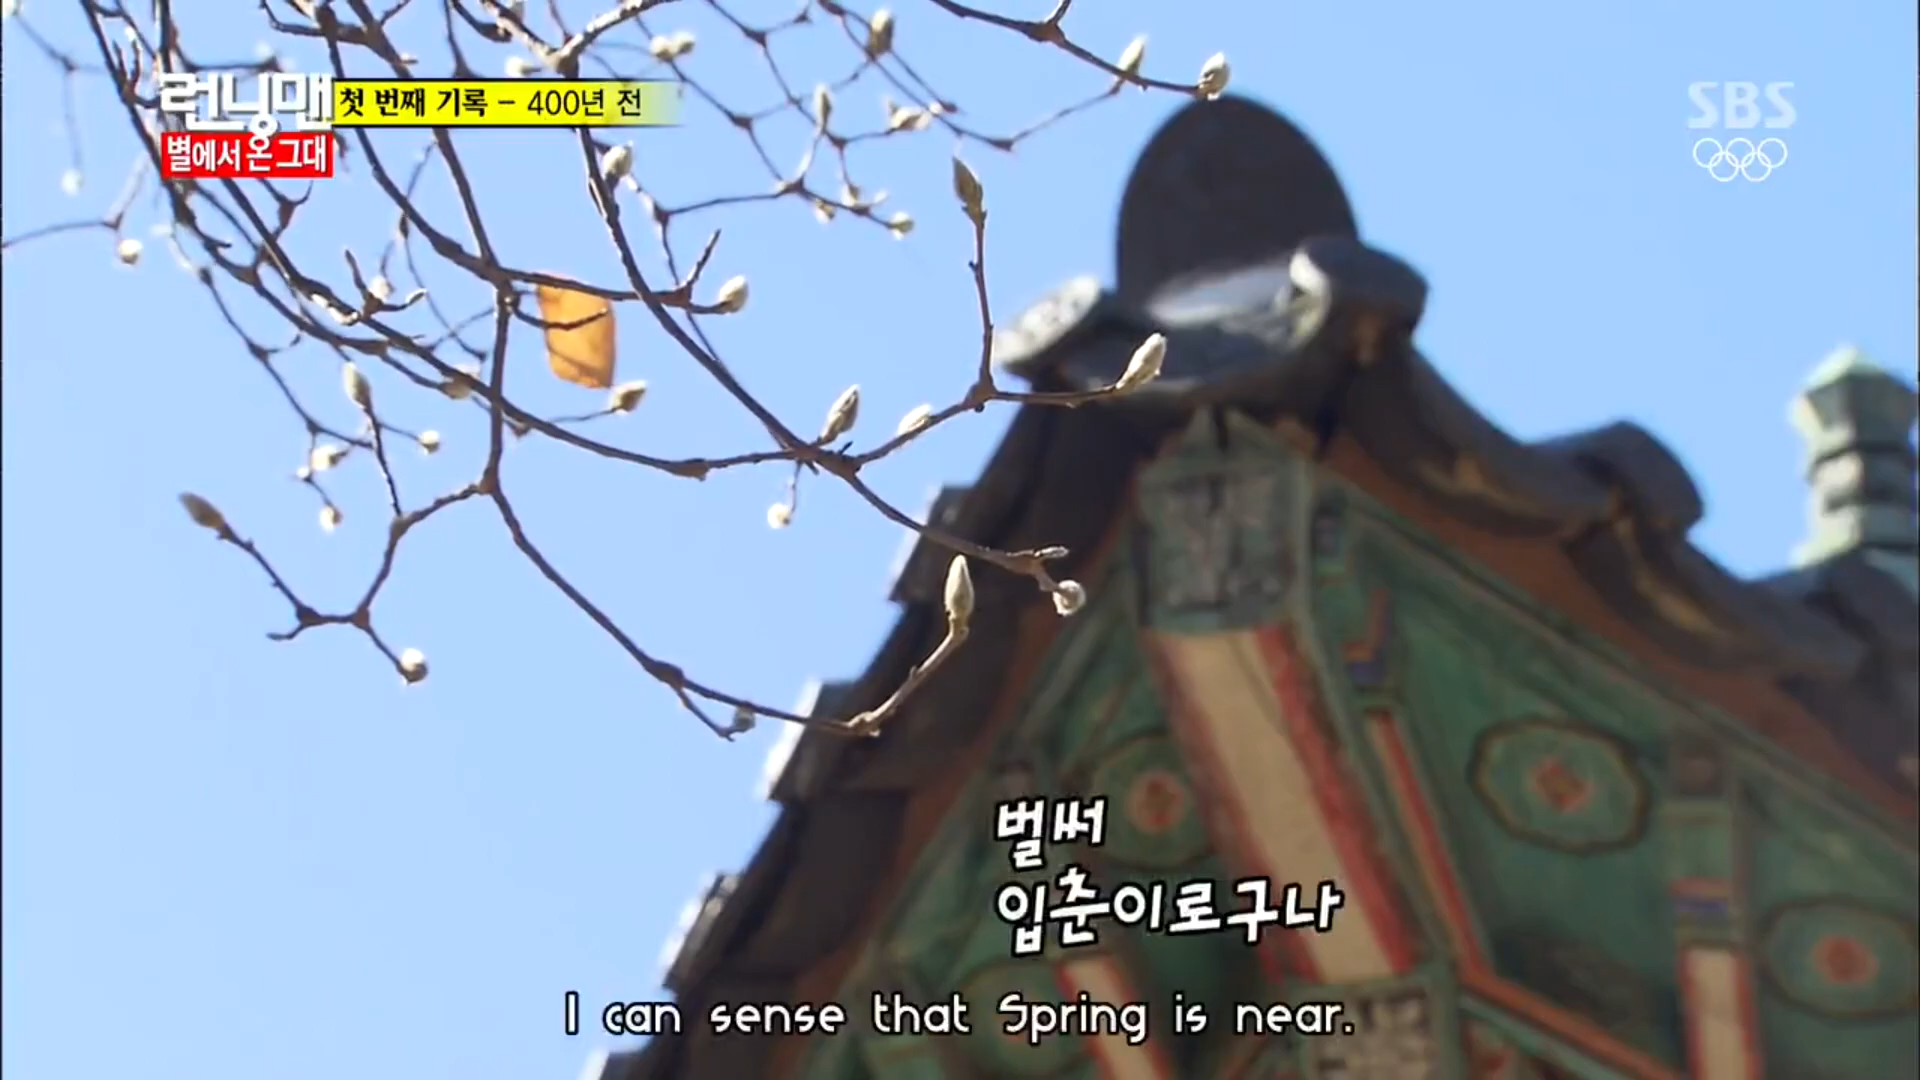 런닝맨
첫 번째 기록 - 400년 전
별에서 온 그대
SBS
벌써
입춘이로구나
I can sense that Spring is near.